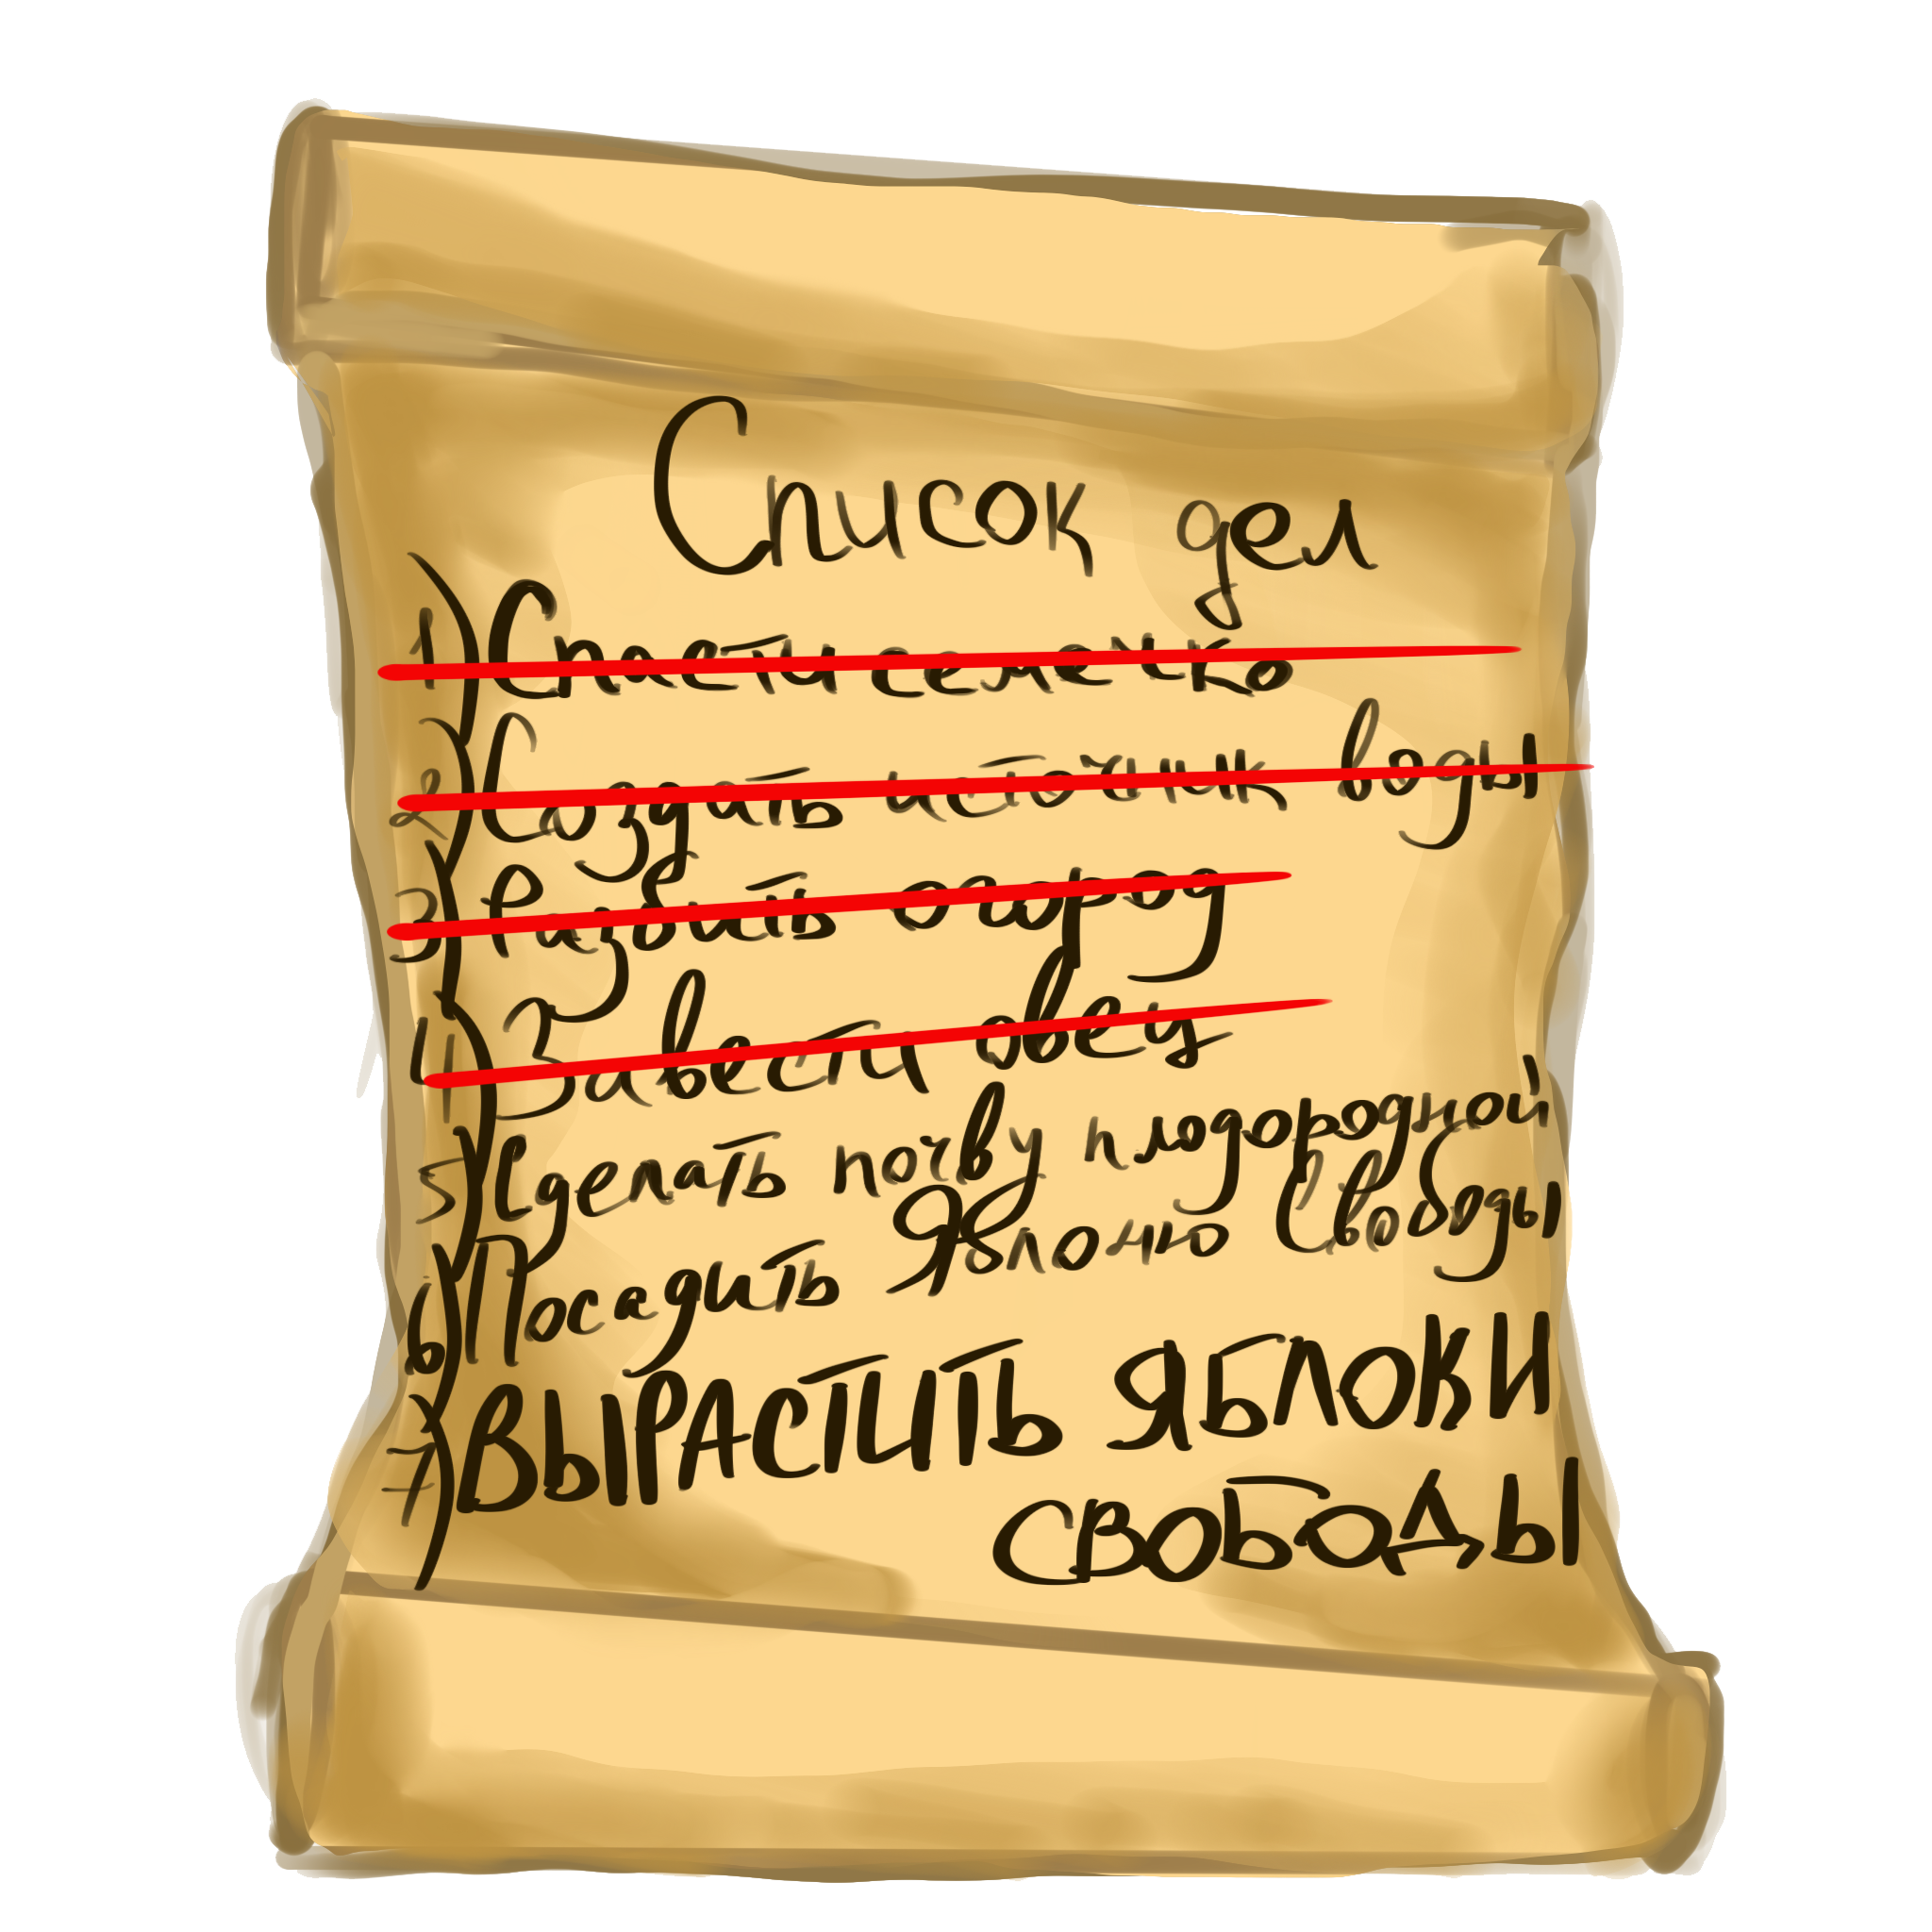 Список дел
1) Спасти семечко
2) Создать источник воды
3) Разбить огород
4) Завести овец
5) Сделать почву плодородной
6) Посадить Яблоню Свободы
7) ВЫРАСТИТЬ ЯБЛОКИ
СВОБОДЫ